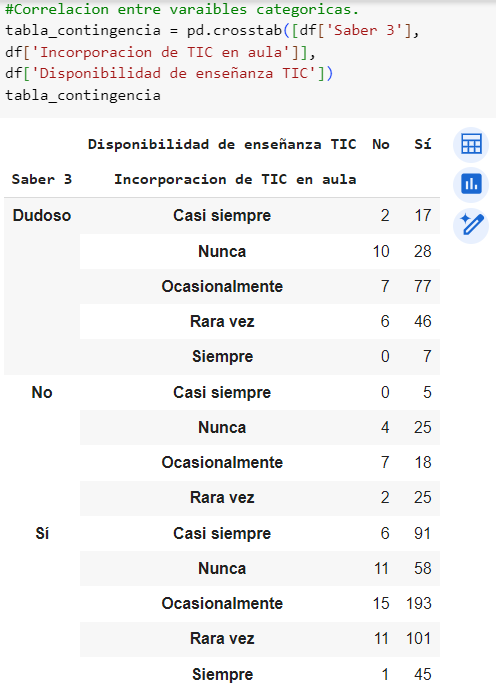 #Correlacion entre varaibles categoricas.
tabla_contingencia = pd.crosstab([df['Saber 3'],
df['Incorporacion de TIC en aula']],
df['Disponibilidad de enseñanza TIC'])
tabla_contingencia
Disponibilidad de enseñanza TIC No Sí
Saber 3 Incorporacion de TIC en aula
Dudoso Casi siempre 2 17
Nunca 10 28
Ocasionalmente 7 77
Rara vez 6 46
Siempre 0 7
No Casi siempre 0 5
Nunca 4 25
Ocasionalmente 7 18
Rara vez 2 25
Sí Casi siempre 6 91
Nunca 11 58
Ocasionalmente 15 193
Rara vez 11 101
Siempre 1 45